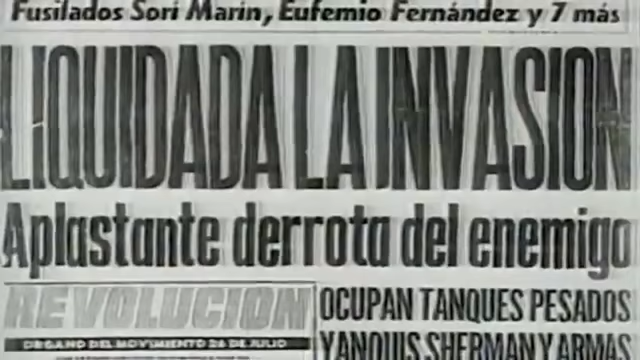 Fusilados Sorí Marín, Eufemio Fernández y 7 más
LIQUIDADA LA INVASION
Aplastante derrota del enemigo
REVOLUCION
ORGANO DEL MOVIMIENTO 26 DE JULIO
OCUPAN TANQUES PESADOS
YANQUIS SHERMAN Y ARMAS